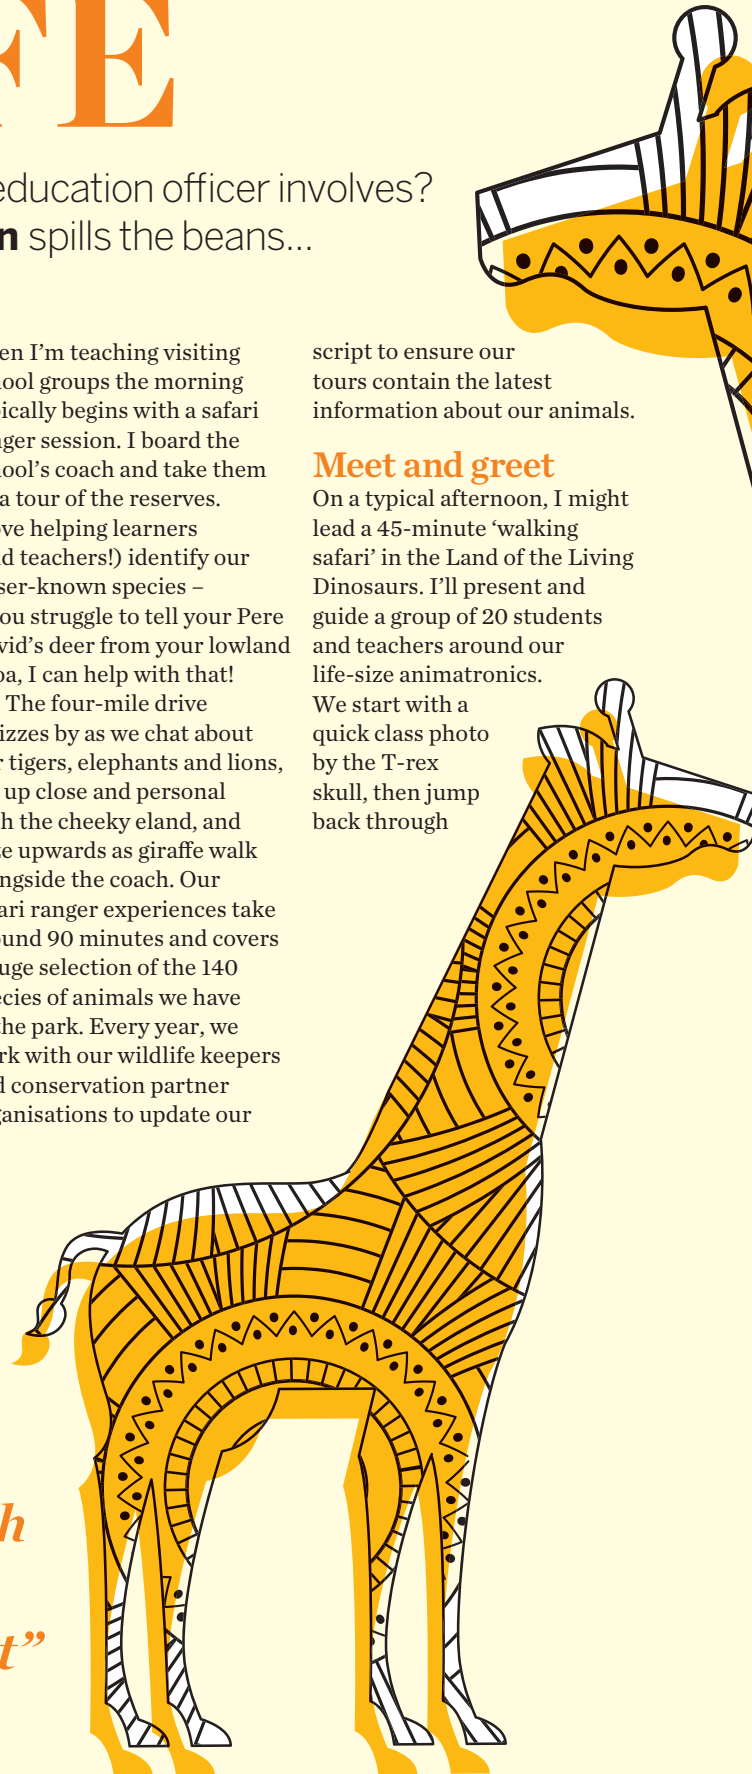 FE
education officer involves?
n spills the beans...
en I’m teaching visiting
ool groups the morning
ically begins with a safari
ger session. I board the
ool’s coach and take them
a tour of the reserves.
ve helping learners
d teachers!) identify our
ser-known species –
ou struggle to tell your Pere
vid’s deer from your lowland
oa, I can help with that!
The four-mile drive
izzes by as we chat about
r tigers, elephants and lions,
up close and personal
h the cheeky eland, and
e upwards as giraffe walk
ngside the coach. Our
ari ranger experiences take
ound 90 minutes and covers
uge selection of the 140
ecies of animals we have
the park. Every year, we
rk with our wildlife keepers
d conservation partner
ganisations to update our
script to ensure our
tours contain the latest
information about our animals.
Meet and greet
On a typical afternoon, I might
lead a 45-minute ‘walking
safari’ in the Land of the Living
Dinosaurs. I’ll present and
guide a group of 20 students
and teachers around our
life-size animatronics.
We start with a
quick class photo
by the T-rex
skull, then jump
back through
h
t”